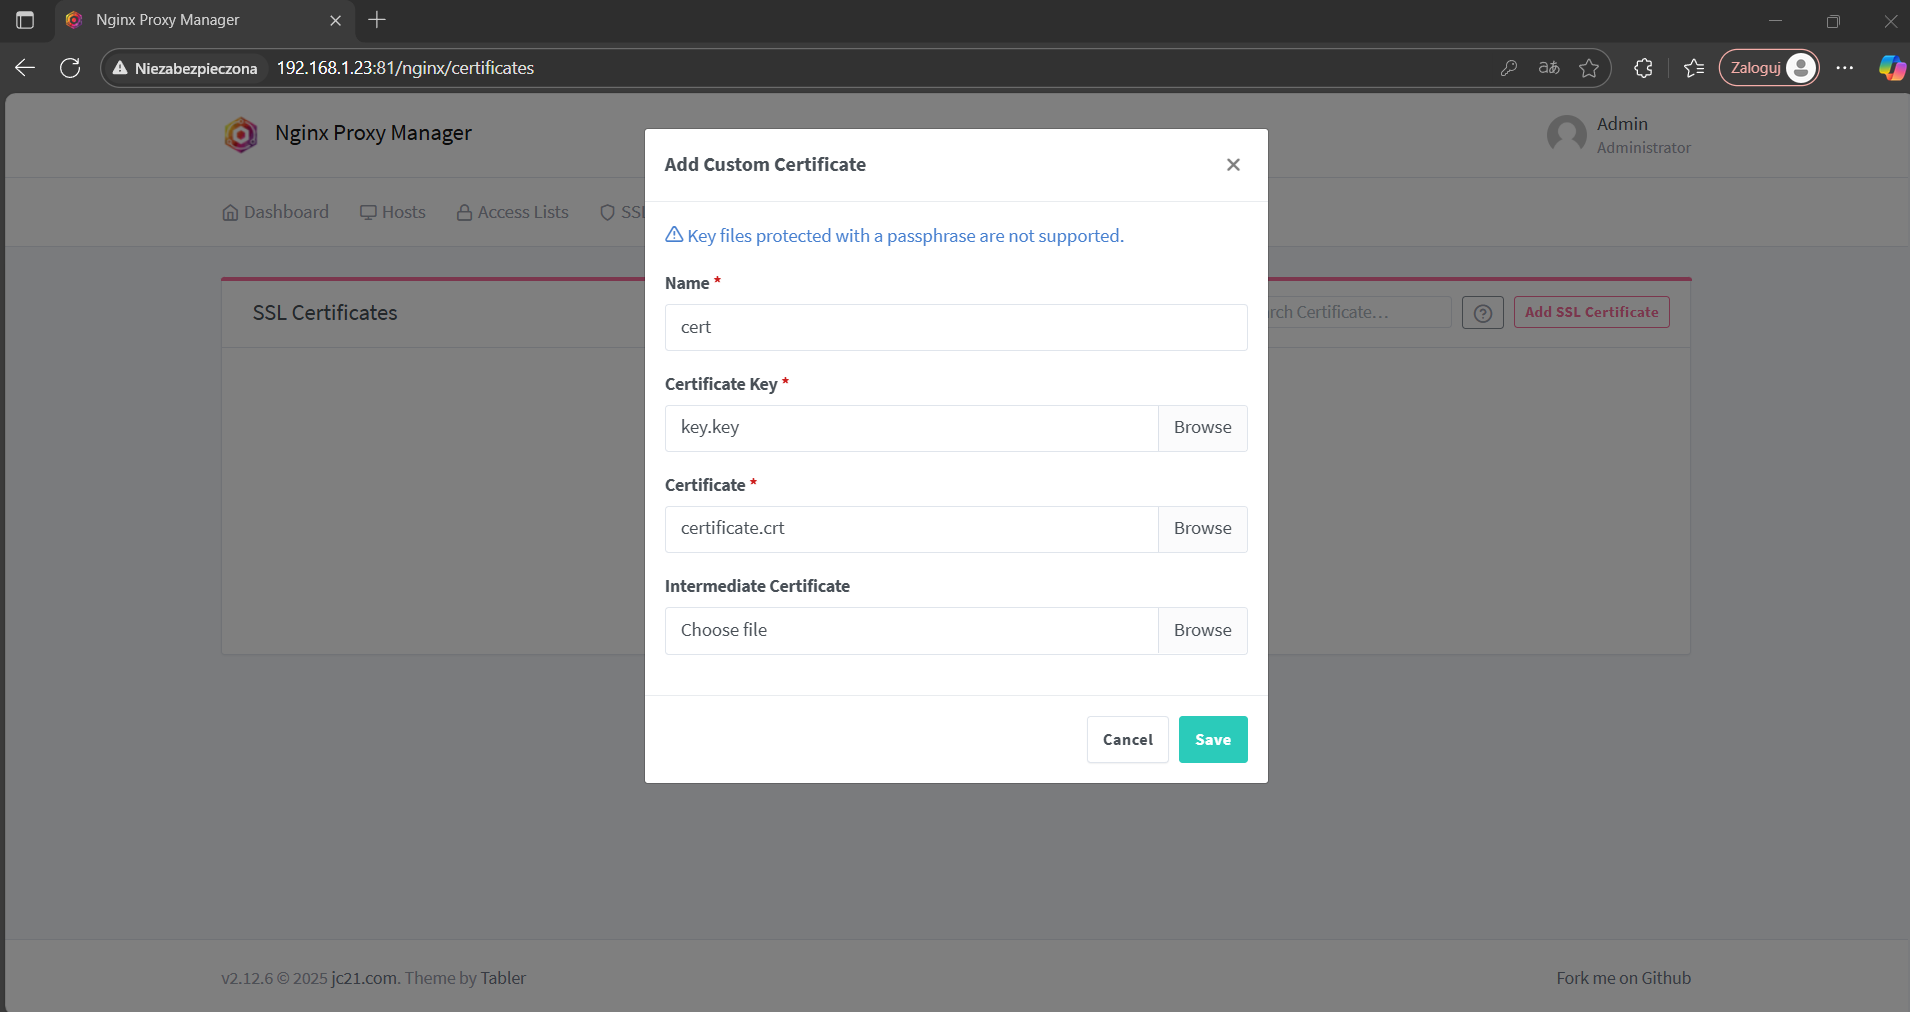 Nginx Proxy Manager
Niezabezpieczona
192.168.1.23:81/nginx/certificates
aあ
Zaloguj
Nginx Proxy Manager
Admin
Administrator
Dashboard
Hosts
Access Lists
SSL
SSL Certificates
rch Certificate...
Add SSL Certificate
Add Custom Certificate
Key files protected with a passphrase are not supported.
Name *
cert
Certificate Key *
key.key
Browse
Certificate *
certificate.crt
Browse
Intermediate Certificate
Choose file
Browse
Cancel
Save
v2.12.6 © 2025 jc21.com. Theme by Tabler
Fork me on Github